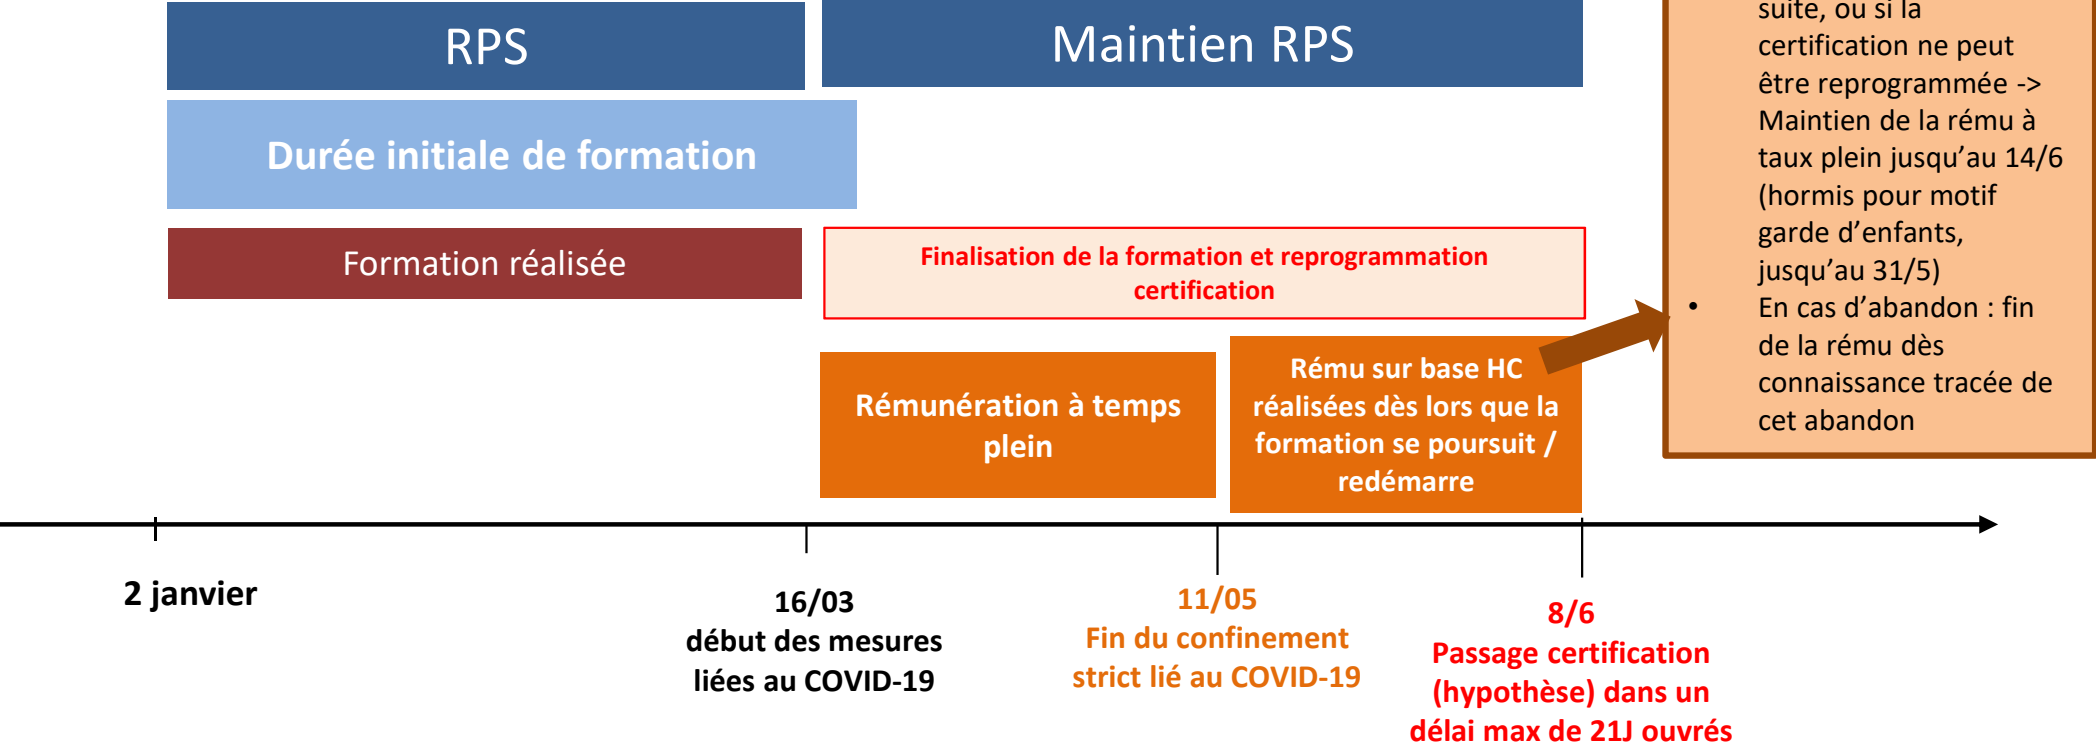 RPS
Maintien RPS
Durée initiale de formation
Formation réalisée
Finalisation de la formation et reprogrammation
certification
Rémunération à temps
plein
Rému sur base HC
réalisées dès lors que la
formation se poursuit /
redémarre
suite, ou si la
certification ne peut
être reprogrammée ->
Maintien de la rému à
taux plein jusqu’au 14/6
(hormis pour motif
garde d’enfants,
jusqu’au 31/5)
• En cas d’abandon : fin
de la rému dès
connaissance tracée de
cet abandon
2 janvier
16/03
début des mesures
liées au COVID-19
11/05
Fin du confinement
strict lié au COVID-19
8/6
Passage certification
(hypothèse) dans un
délai max de 21J ouvrés